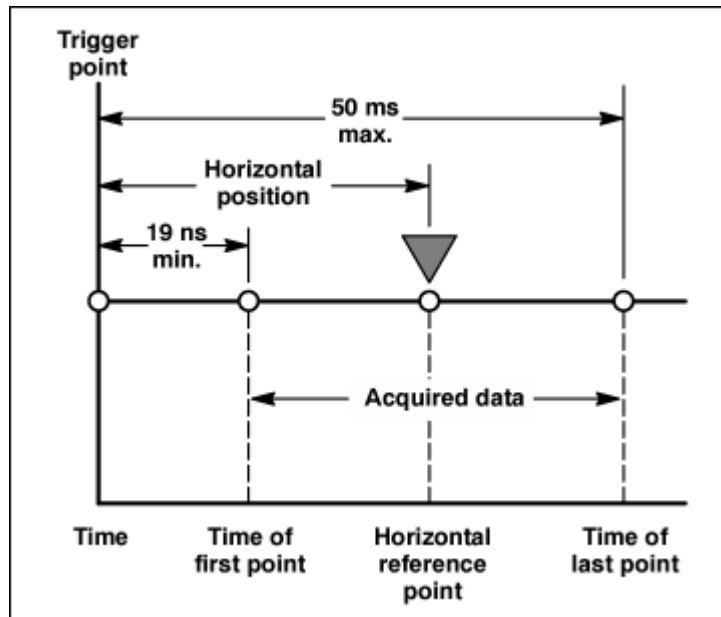 Trigger
point
50 ms
max.
Horizontal
position
19 ns
min.
Acquired data
Time
Time of
first point
Horizontal
reference
point
Time of
last point